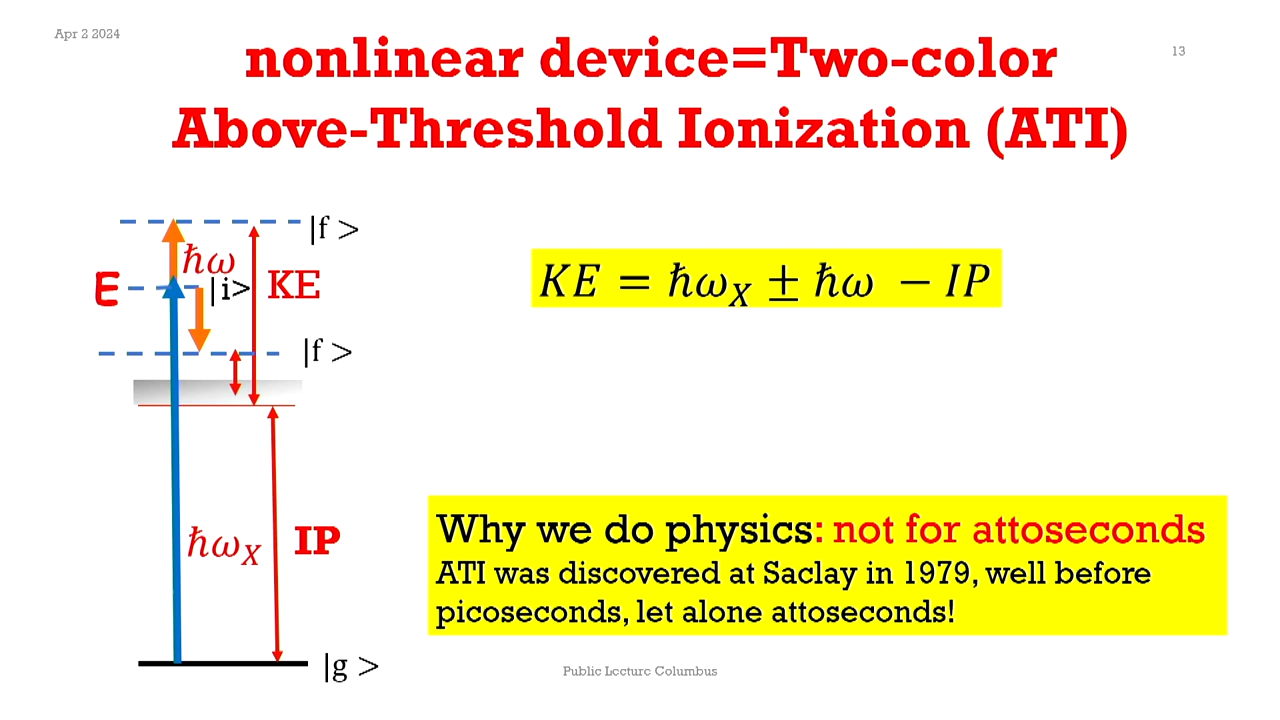 Apr 2 2024
13
nonlinear device=Two-color
Above-Threshold Ionization (ATI)
|f >
ħω
E
|i>
KE
|f >
KE = ħω_X ± ħω − IP
ħω_X
IP
|g >
Why we do physics: not for attoseconds
ATI was discovered at Saclay in 1979, well before
picoseconds, let alone attoseconds!
Public Lecture Columbus